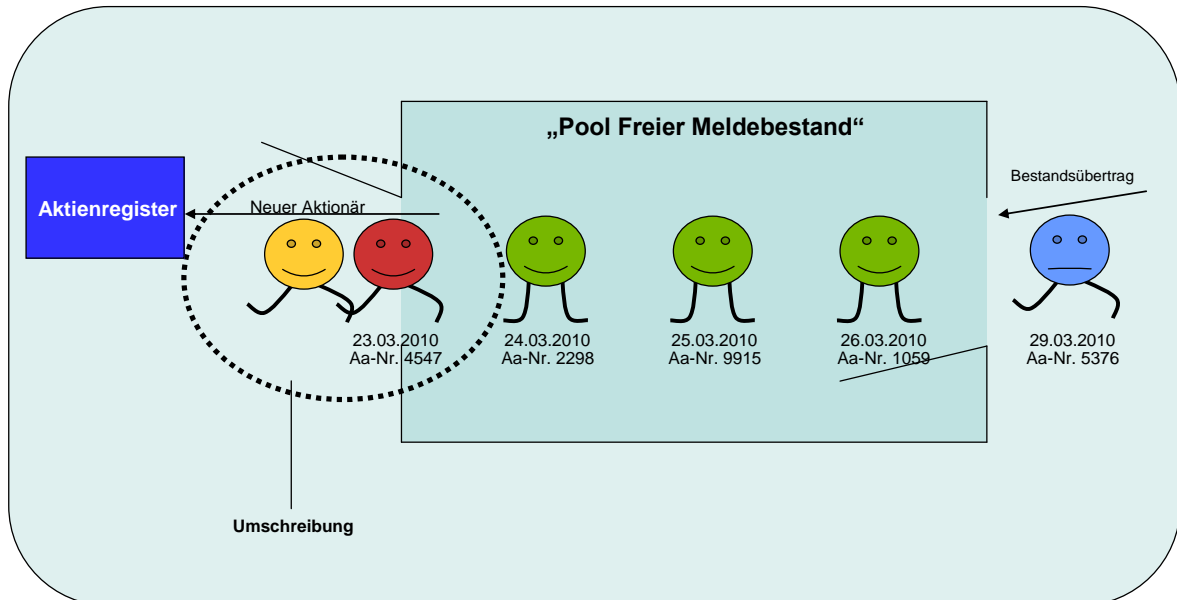 „Pool Freier Meldebestand“
Bestandsübertrag
Aktienregister
Neuer Aktionär
23.03.2010
Aa-Nr. 4547
24.03.2010
Aa-Nr. 2298
25.03.2010
Aa-Nr. 9915
26.03.2010
Aa-Nr. 1059
29.03.2010
Aa-Nr. 5376
Umschreibung